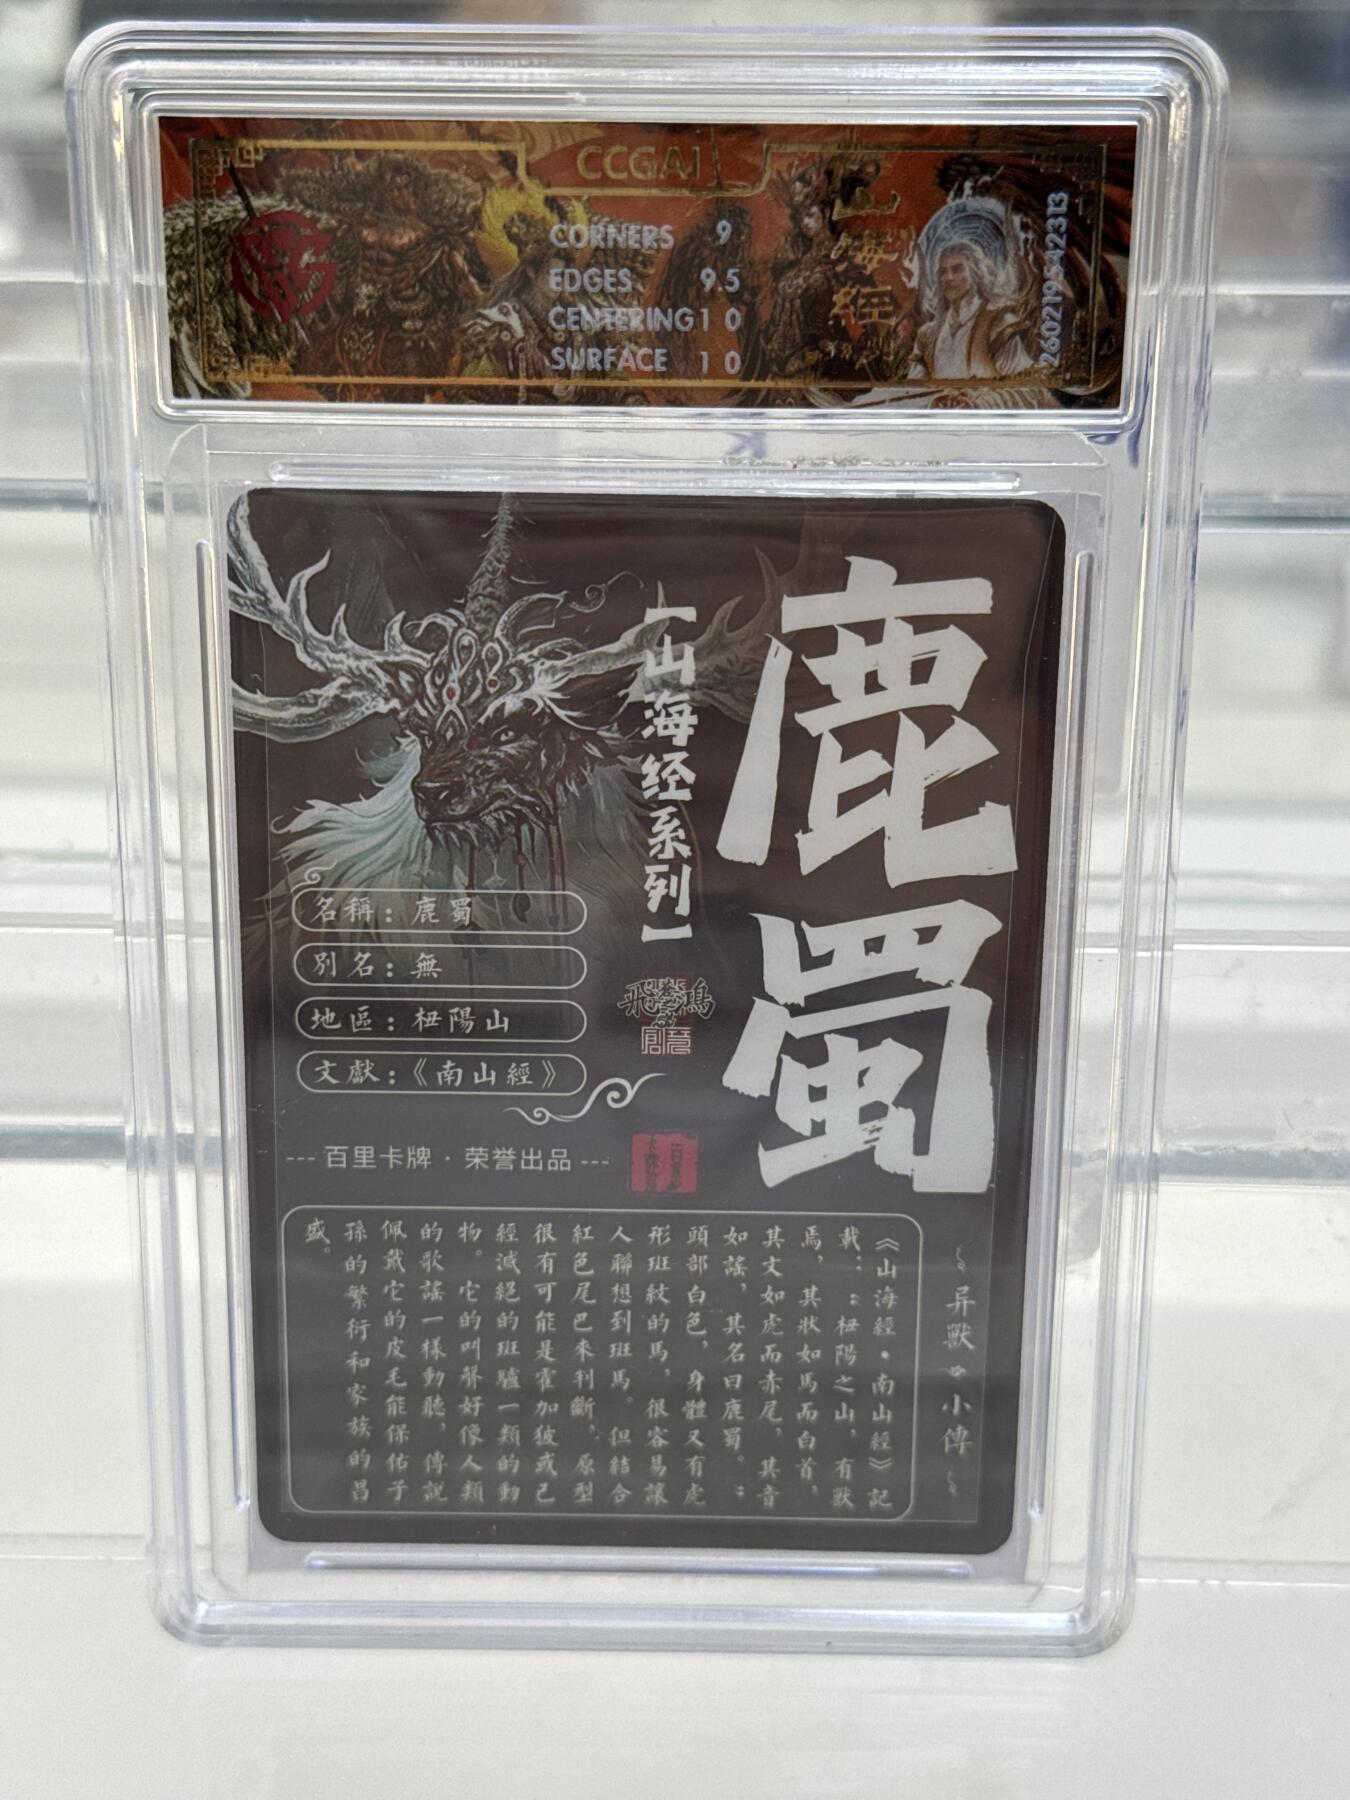 CCGAI
CORNERS 9
EDGES 9.5
CENTERING 10
SURFACE 10
山海经
260219542313
鹿蜀
【山海经系列】
名稱：鹿蜀
別名：無
地區：杻陽山
文獻：《南山經》
飛鴻
--- 百里卡牌 · 荣誉出品 ---
异獸 小傳
《山海經·南山經》記
載：：杻陽之山，有獸
焉，其狀如馬而白首，
其文如虎而赤尾，其音
如謠，其名曰鹿蜀。：
頭部白色，身體又有虎
形班紋的馬，很容易讓
人聯想到斑馬。但結合
紅色尾巴來判斷，原型
很有可能是霍加狓或已
經滅絕的斑驢一類的動
物。它的叫聲好像人類
的歌謠一樣動聽，傳説
佩戴它的皮毛能保佑子
孫的繁衍和家族的昌
盛。